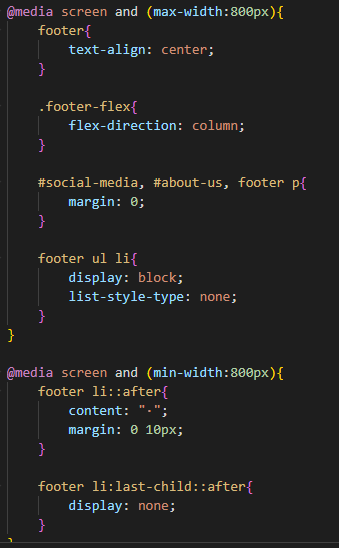 @media screen and (max-width:800px){
footer{
text-align: center;
}
.footer-flex{
flex-direction: column;
}
#social-media, #about-us, footer p{
margin: 0;
}
footer ul li{
display: block;
list-style-type: none;
}
}
@media screen and (min-width:800px){
footer li::after{
content: "·";
margin: 0 10px;
}
footer li:last-child::after{
display: none;
}
}